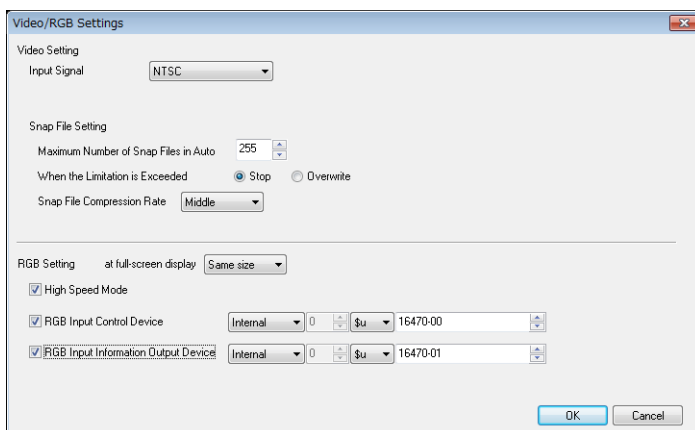 Video/RGB Settings
Video Setting
Input Signal NTSC
Snap File Setting
Maximum Number of Snap Files in Auto 255
When the Limitation is Exceeded Stop Overwrite
Snap File Compression Rate Middle
RGB Setting at full-screen display Same size
High Speed Mode
RGB Input Control Device Internal 0 $u 16470-00
RGB Input Information Output Device Internal 0 $u 16470-01
OK Cancel